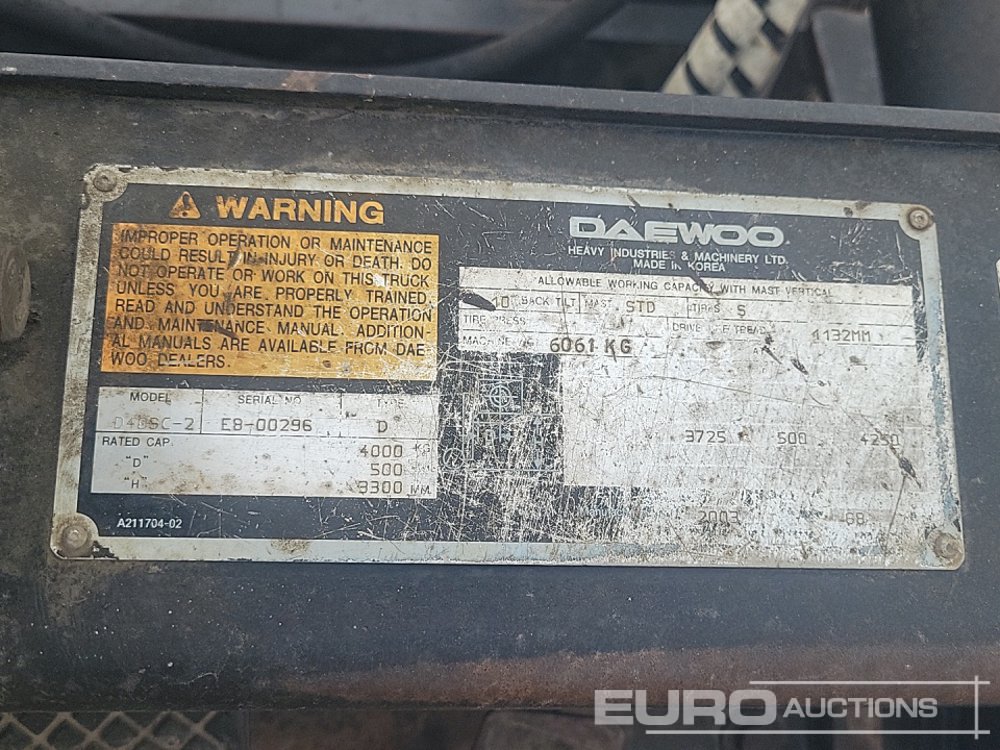 WARNING
IMPROPER OPERATION OR MAINTENANCE
COULD RESULT IN INJURY OR DEATH. DO
NOT OPERATE OR WORK ON THIS TRUCK
UNLESS YOU ARE PROPERLY TRAINED.
READ AND UNDERSTAND THE OPERATION
AND MAINTENANCE MANUAL. ADDITION-
AL MANUALS ARE AVAILABLE FROM DAE-
WOO DEALERS.
MODEL SERIAL NO TYPE
E8-00296 D
RATED CAP. 4000 KG
"D" 500
"H" 3300 MM
A211704-02
DAEWOO
HEAVY INDUSTRIES & MACHINERY LTD.
MADE IN KOREA
ALLOWABLE WORKING CAPACITY WITH MAST VERTICAL
10 BACK TILT MAST STD TIRES S
TIRE PRESS DRIVE TREAD 1132MM
6061 KG
3725 500 4250
2003 68
EURO AUCTIONS